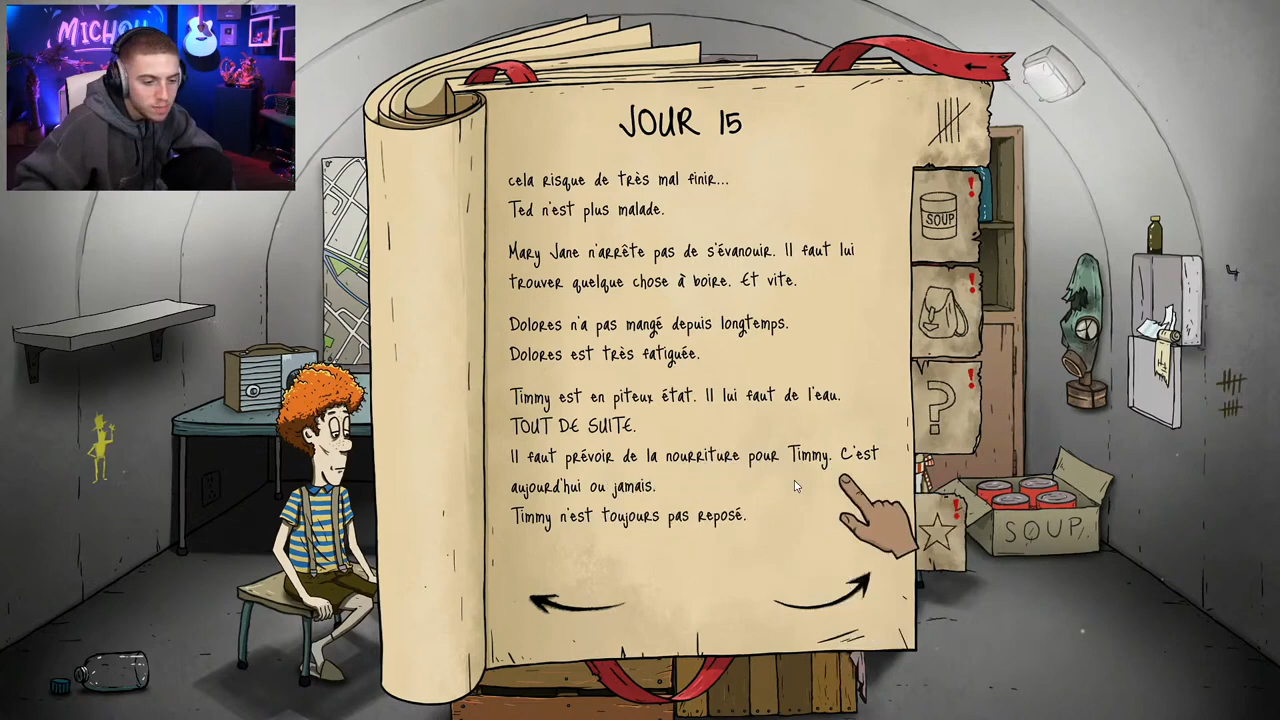 MICHOU
JOUR 15
cela risque de très mal finir...
Ted n'est plus malade.
Mary Jane n'arrête pas de s'évanouir. Il faut lui
trouver quelque chose à boire. Et vite.
Dolores n'a pas mangé depuis longtemps.
Dolores est très fatiguée.
Timmy est en piteux état. Il lui faut de l'eau.
TOUT DE SUITE.
Il faut prévoir de la nourriture pour Timmy. C'est
aujourd'hui ou jamais.
Timmy n'est toujours pas reposé.
SOUP
!
!
!
?
!
SOUP